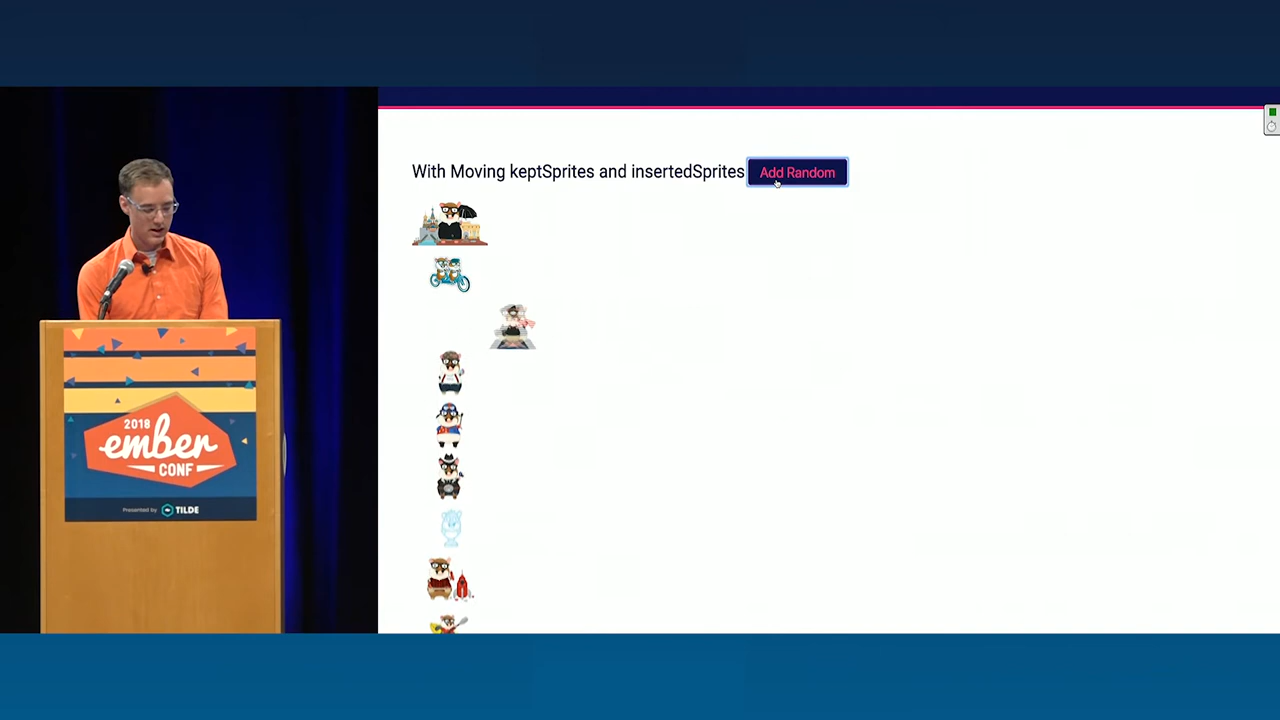 With Moving keptSprites and insertedSprites Add Random
2018
ember
CONF
Presented by TILDE